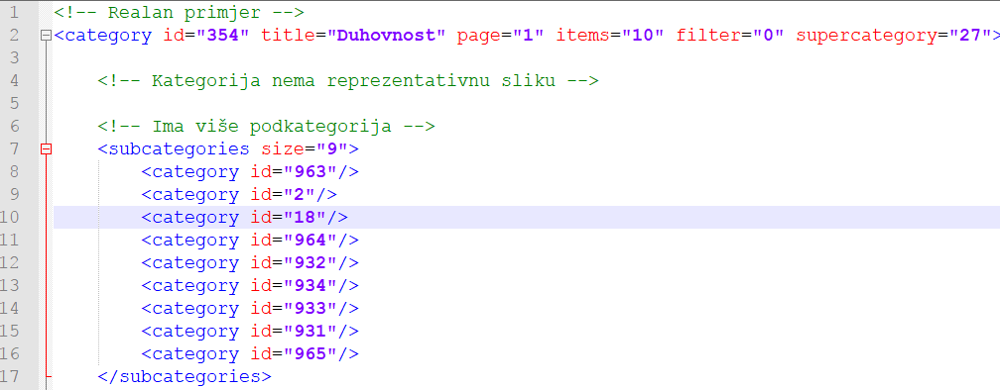 1 <!-- Realan primjer -->
2 <category id="354" title="Duhovnost" page="1" items="10" filter="0" supercategory="27">
3
4 <!-- Kategorija nema reprezentativnu sliku -->
5
6 <!-- Ima više podkategorija -->
7 <subcategories size="9">
8 <category id="963"/>
9 <category id="2"/>
10 <category id="18"/>
11 <category id="964"/>
12 <category id="932"/>
13 <category id="934"/>
14 <category id="933"/>
15 <category id="931"/>
16 <category id="965"/>
17 </subcategories>